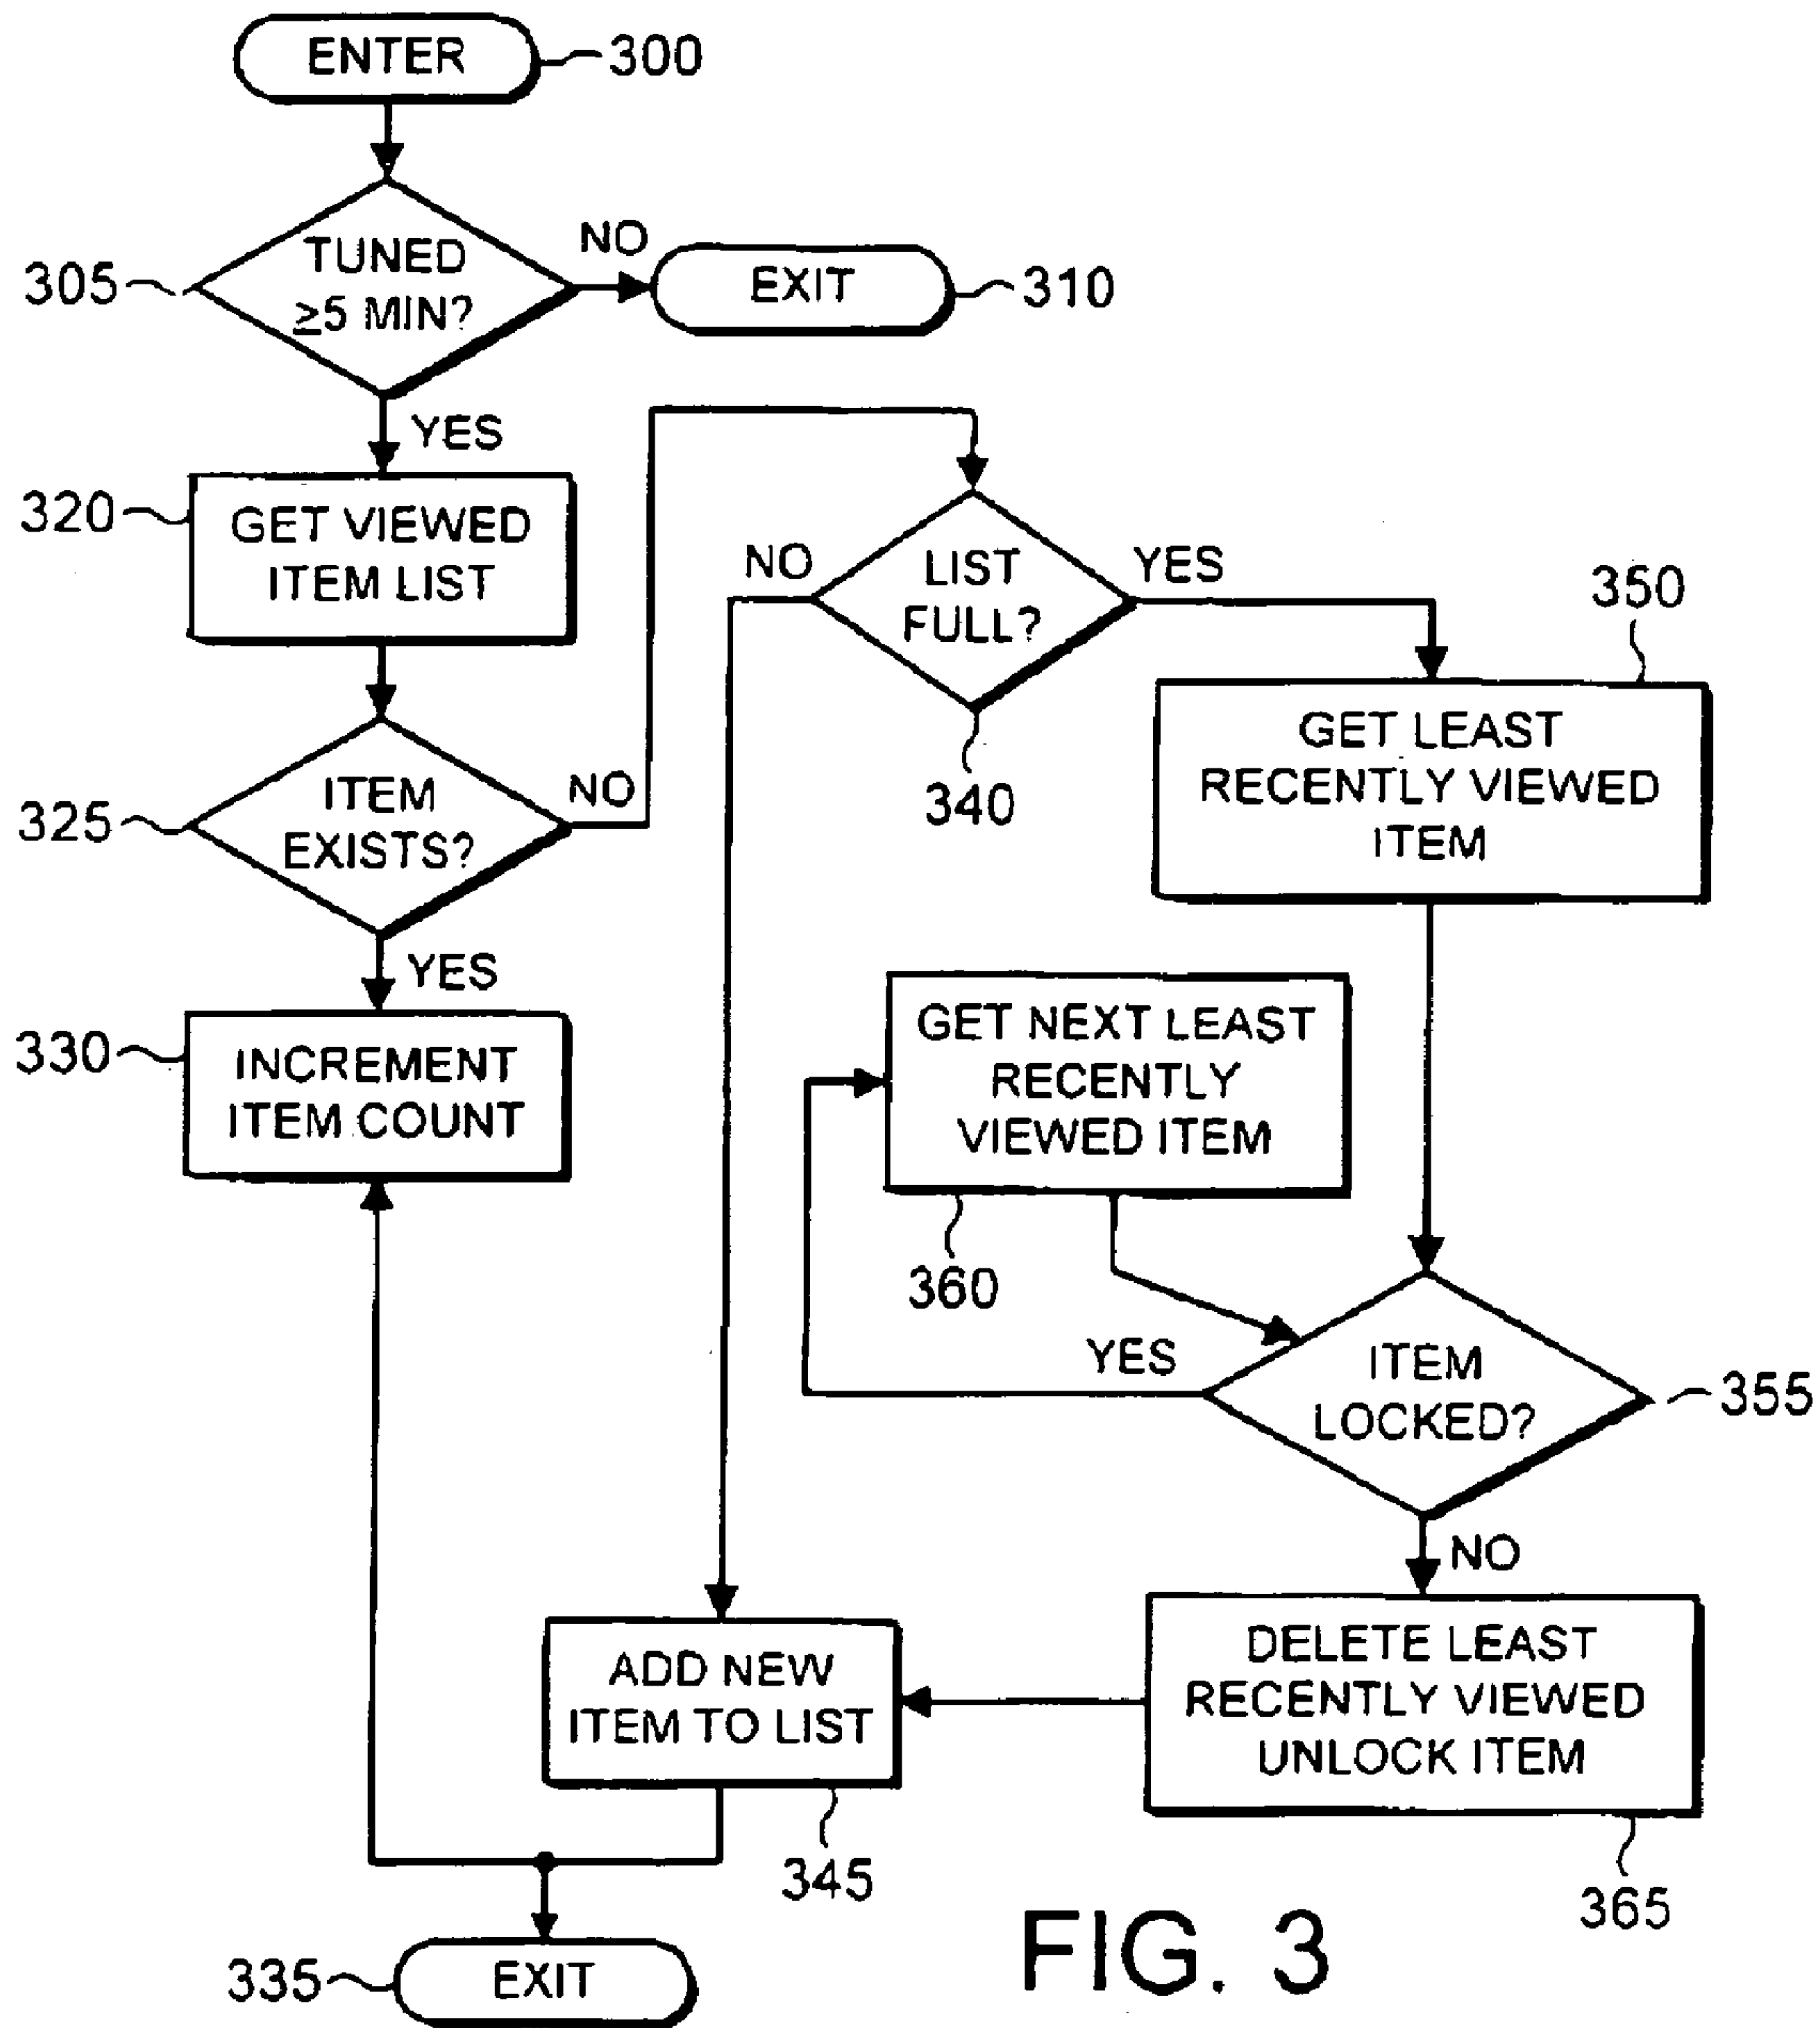 ENTER
300
TUNED
≥5 MIN?
305
NO
EXIT
310
YES
320
GET VIEWED
ITEM LIST
325
ITEM
EXISTS?
NO
YES
330
INCREMENT
ITEM COUNT
LIST
FULL?
NO
YES
340
350
GET LEAST
RECENTLY VIEWED
ITEM
GET NEXT LEAST
RECENTLY
VIEWED ITEM
360
YES
ITEM
LOCKED?
355
NO
DELETE LEAST
RECENTLY VIEWED
UNLOCK ITEM
365
ADD NEW
ITEM TO LIST
345
335
EXIT
FIG. 3